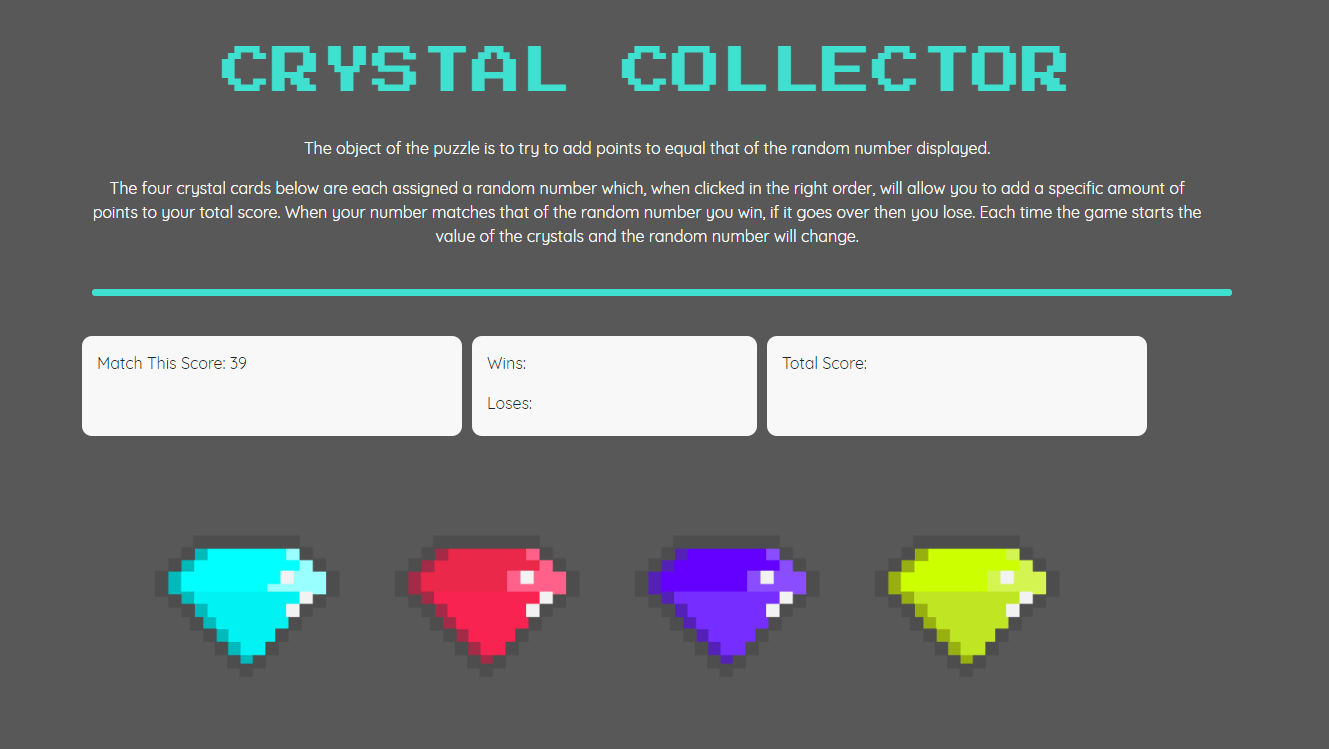 CRYSTAL COLLECTOR
The object of the puzzle is to try to add points to equal that of the random number displayed.
The four crystal cards below are each assigned a random number which, when clicked in the right order, will allow you to add a specific amount of
points to your total score. When your number matches that of the random number you win, if it goes over then you lose. Each time the game starts the
value of the crystals and the random number will change.
Match This Score: 39
Wins:
Loses:
Total Score: